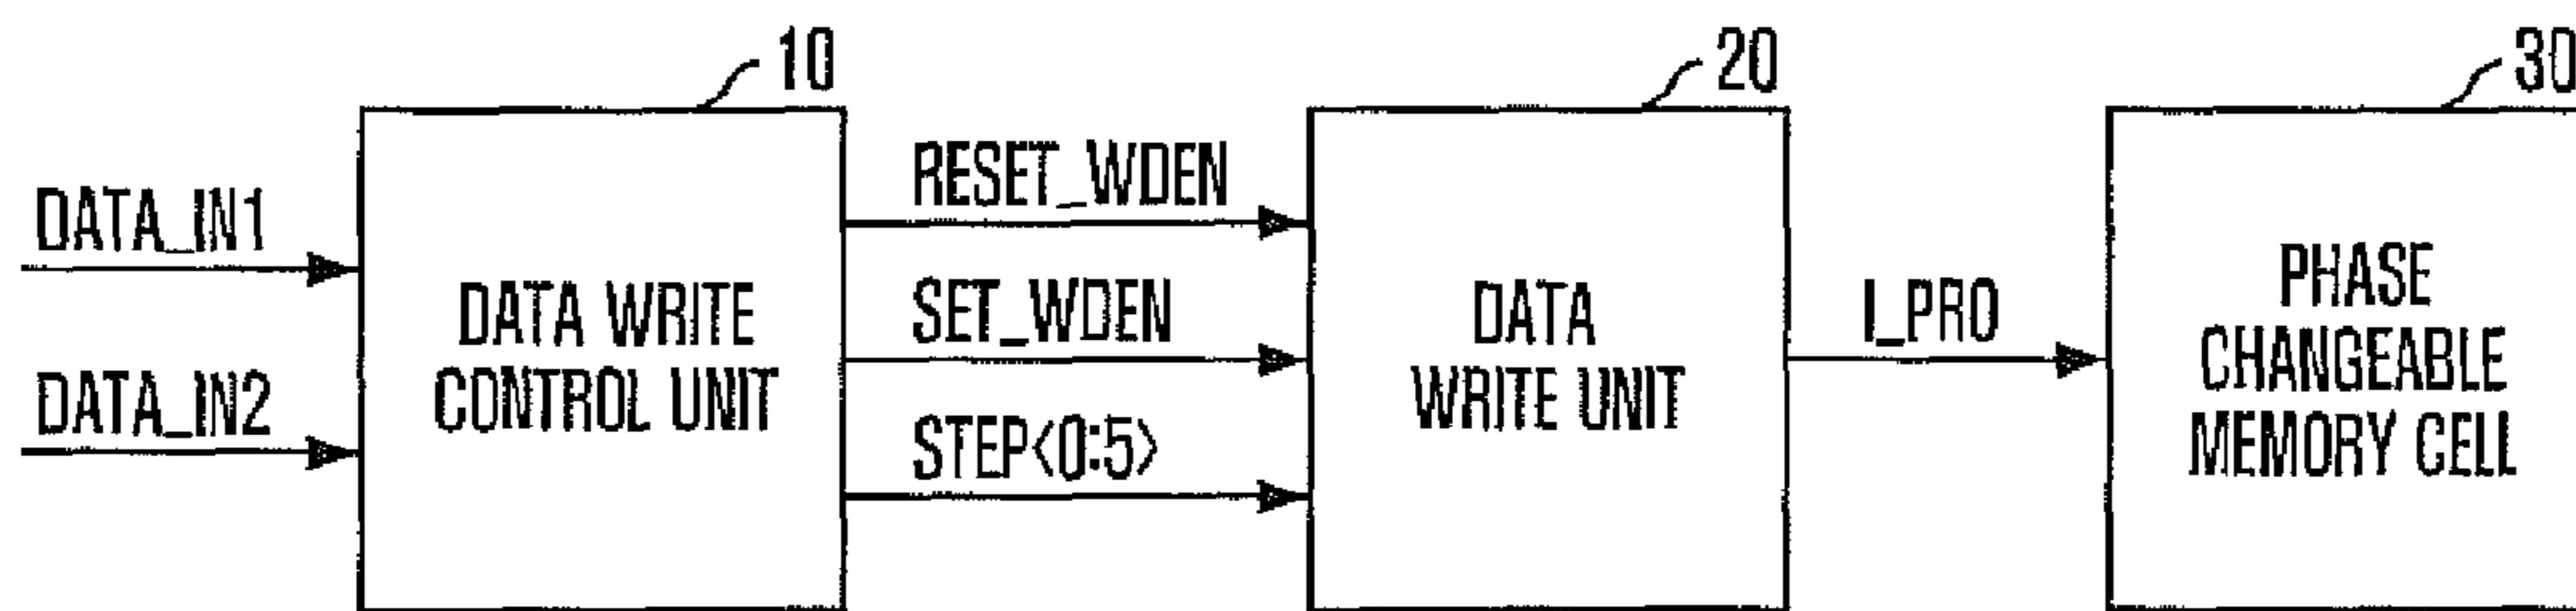 10
20
30
DATA_IN1
DATA_IN2
DATA WRITE
CONTROL UNIT
RESET_WDEN
SET_WDEN
STEP<0:5>
DATA
WRITE UNIT
I_PRO
PHASE
CHANGEABLE
MEMORY CELL